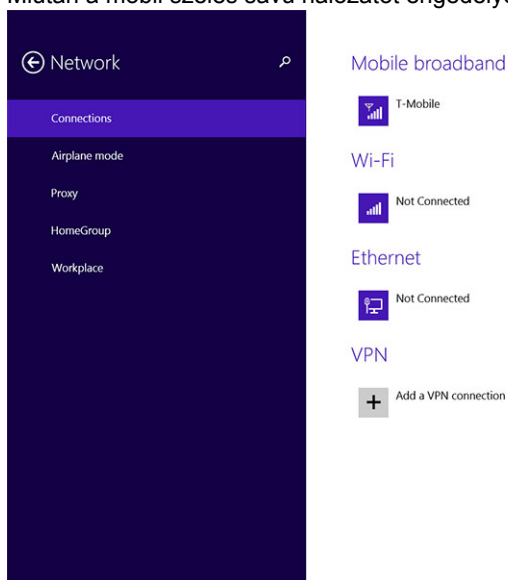 Miután a mobil széles sávú hálózatot engedélye
Network
Connections
Airplane mode
Proxy
HomeGroup
Workplace
Mobile broadband
T-Mobile
Wi-Fi
Not Connected
Ethernet
Not Connected
VPN
Add a VPN connection